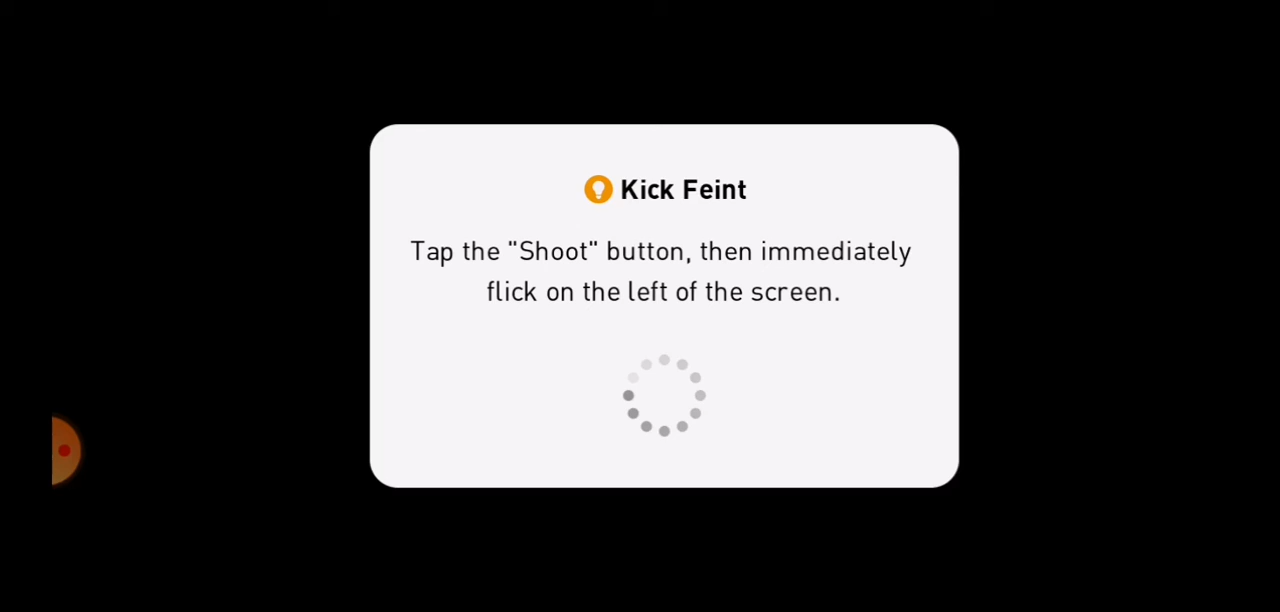 Kick Feint
Tap the "Shoot" button, then immediately
flick on the left of the screen.